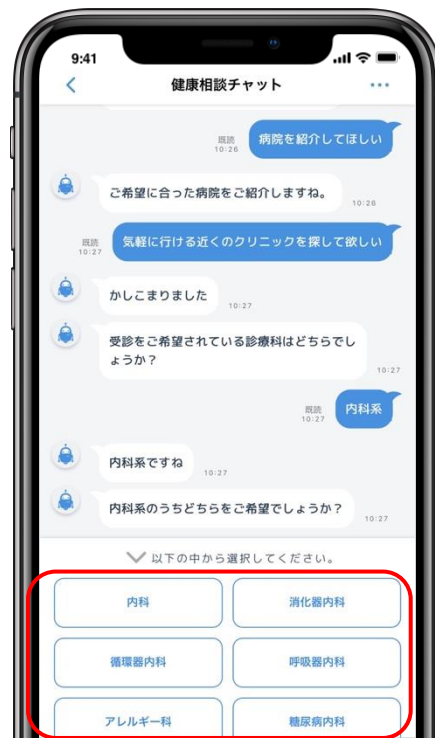 9:41
健康相談チャット
病院を紹介してほしい
既読
10:26
ご希望に合った病院をご紹介しますね。
10:26
気軽に行ける近くのクリニックを探して欲しい
既読
10:27
かしこまりました
10:27
受診をご希望されている診療科はどちらでし
ょうか？
10:27
内科系
既読
10:27
内科系ですね
10:27
内科系のうちどちらをご希望でしょうか？
10:27
以下の中から選択してください。
内科 消化器内科
循環器内科 呼吸器内科
アレルギー科 糖尿病内科